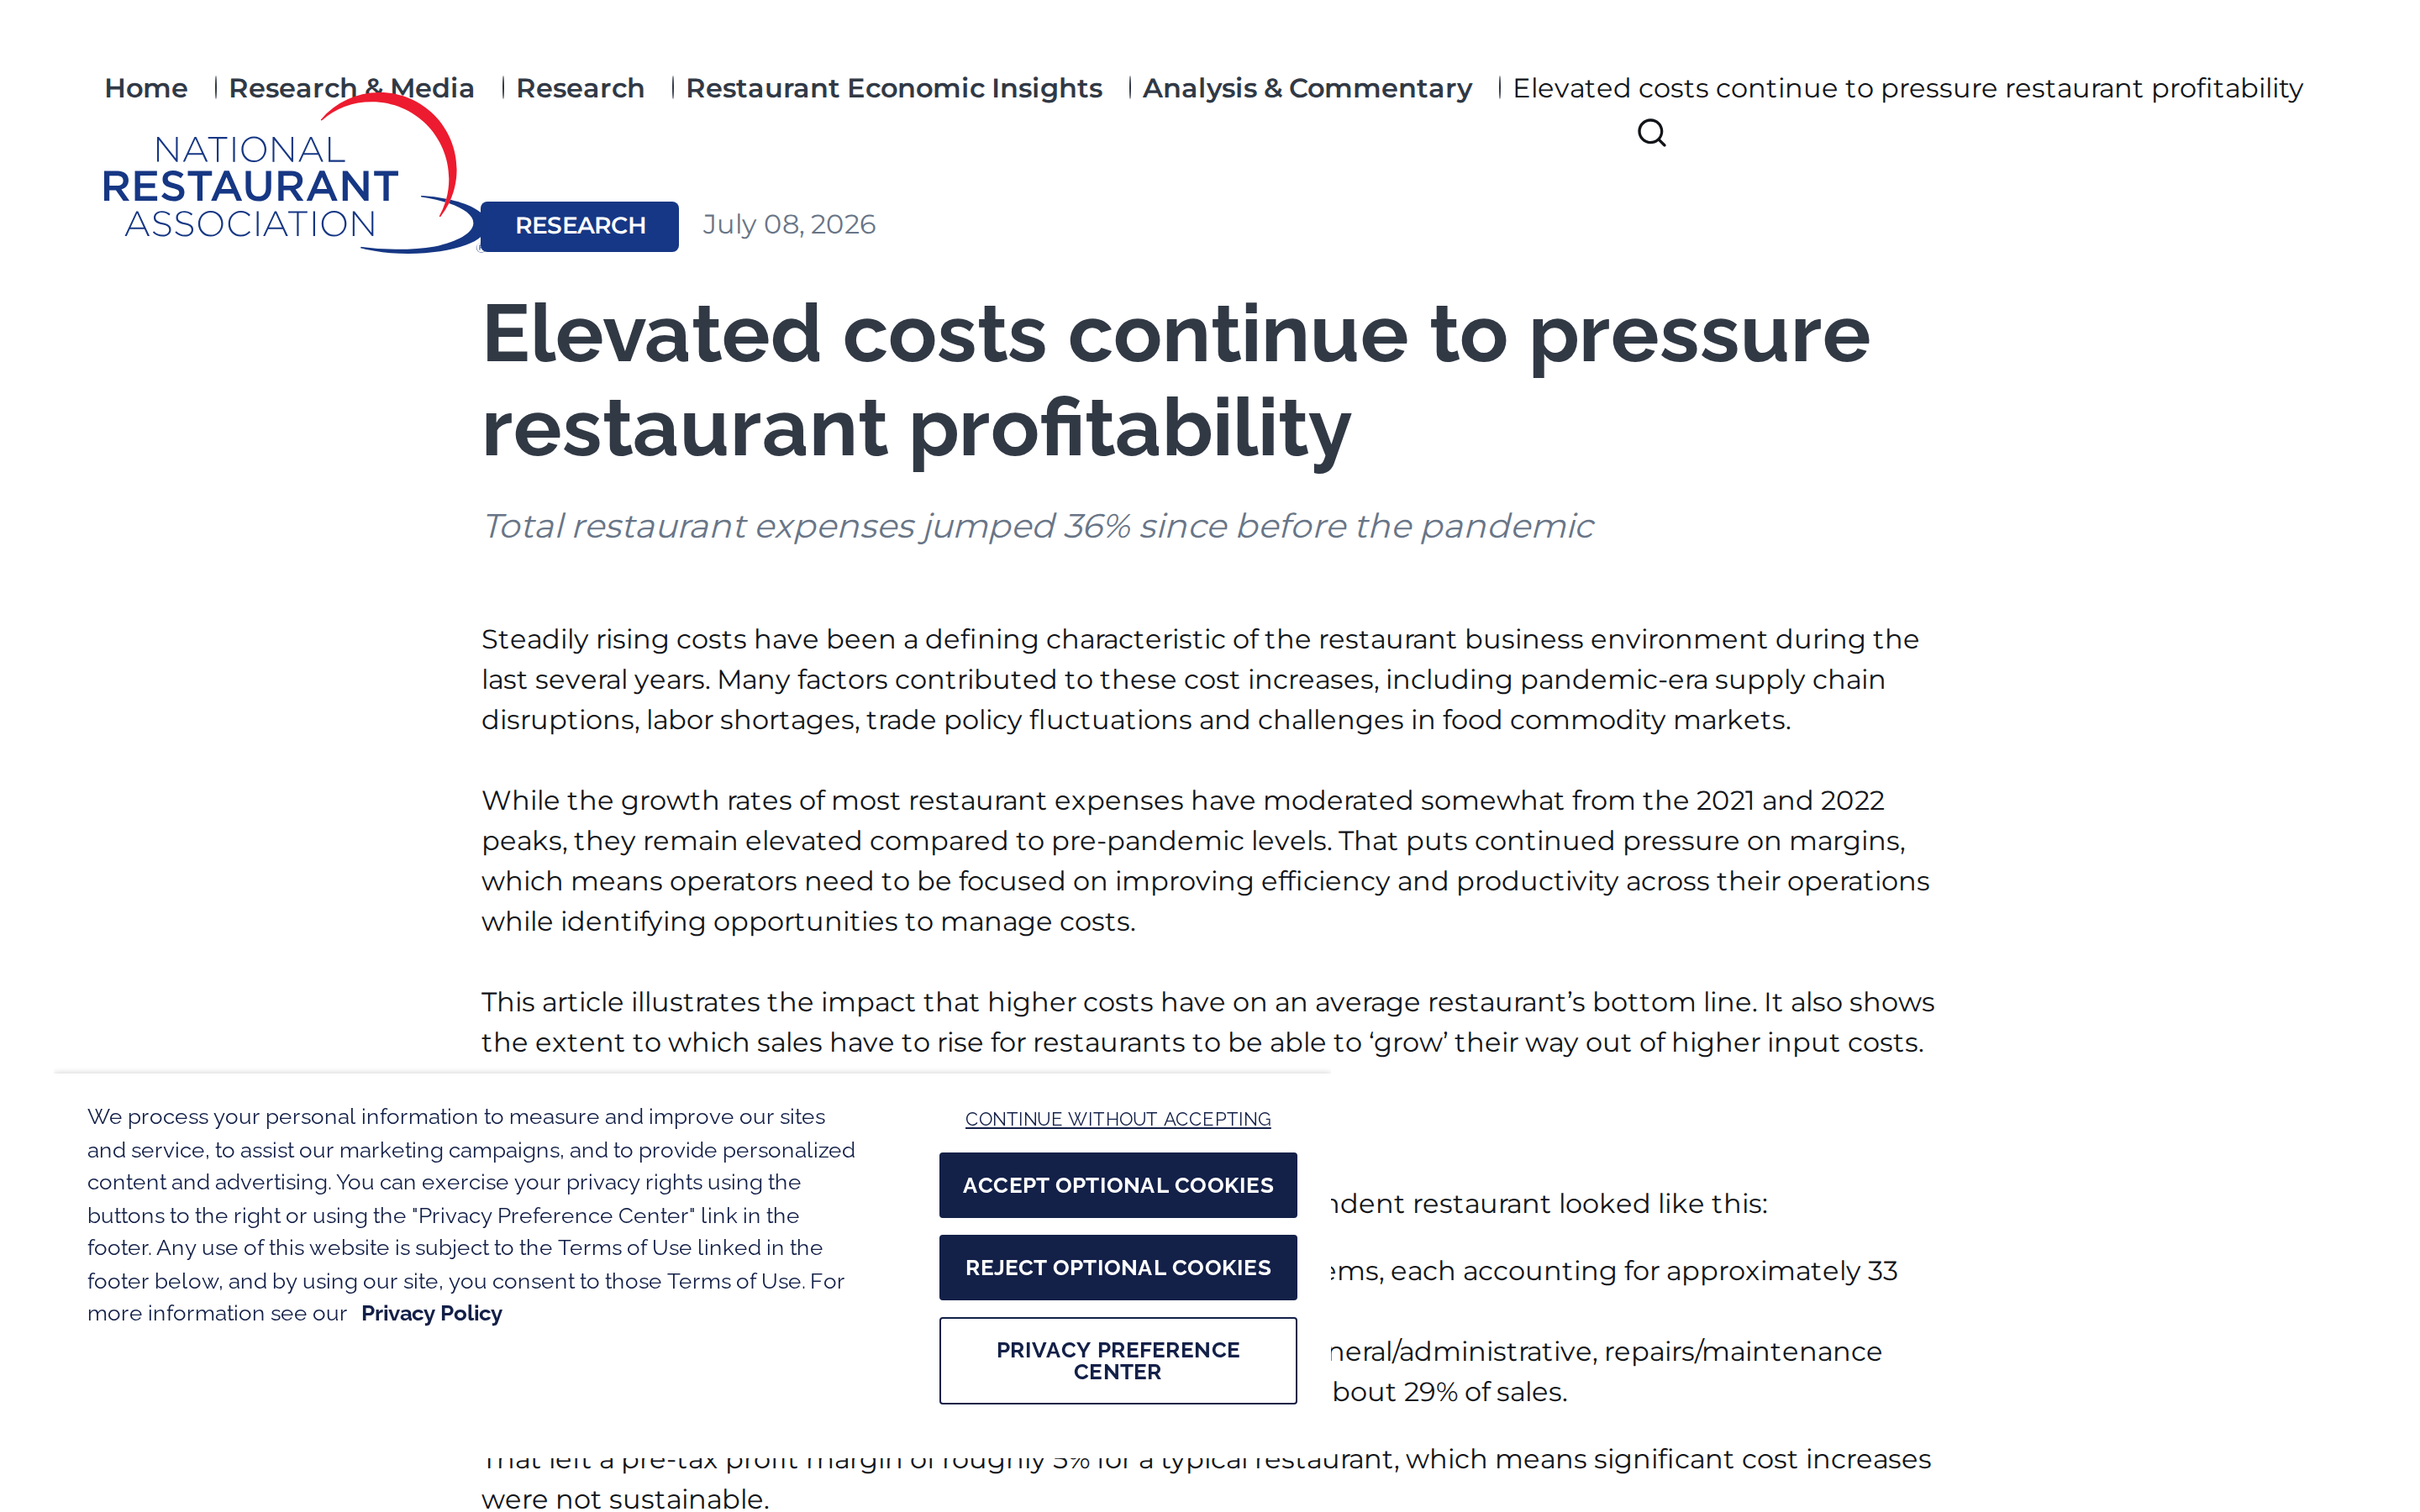 Home Research & Media Research Restaurant Economic Insights Analysis & Commentary Elevated costs continue to pressure restaurant profitability
NATIONAL
RESTAURANT
ASSOCIATION
RESEARCH July 08, 2026
Elevated costs continue to pressure
restaurant profitability
Total restaurant expenses jumped 36% since before the pandemic
Steadily rising costs have been a defining characteristic of the restaurant business environment during the
last several years. Many factors contributed to these cost increases, including pandemic-era supply chain
disruptions, labor shortages, trade policy fluctuations and challenges in food commodity markets.
While the growth rates of most restaurant expenses have moderated somewhat from the 2021 and 2022
peaks, they remain elevated compared to pre-pandemic levels. That puts continued pressure on margins,
which means operators need to be focused on improving efficiency and productivity across their operations
while identifying opportunities to manage costs.
This article illustrates the impact that higher costs have on an average restaurant’s bottom line. It also shows
the extent to which sales have to rise for restaurants to be able to ‘grow’ their way out of higher input costs.
We process your personal information to measure and improve our sites
and service, to assist our marketing campaigns, and to provide personalized
content and advertising. You can exercise your privacy rights using the
buttons to the right or using the "Privacy Preference Center" link in the
footer. Any use of this website is subject to the Terms of Use linked in the
footer below, and by using our site, you consent to those Terms of Use. For
more information see our Privacy Policy
CONTINUE WITHOUT ACCEPTING
ACCEPT OPTIONAL COOKIES
REJECT OPTIONAL COOKIES
PRIVACY PREFERENCE
CENTER
restaurant looked like this:
each accounting for approximately 33
repairs/maintenance
29% of sales.
That left a pre-tax profit margin of roughly 5% for a typical restaurant, which means significant cost increases
were not sustainable.